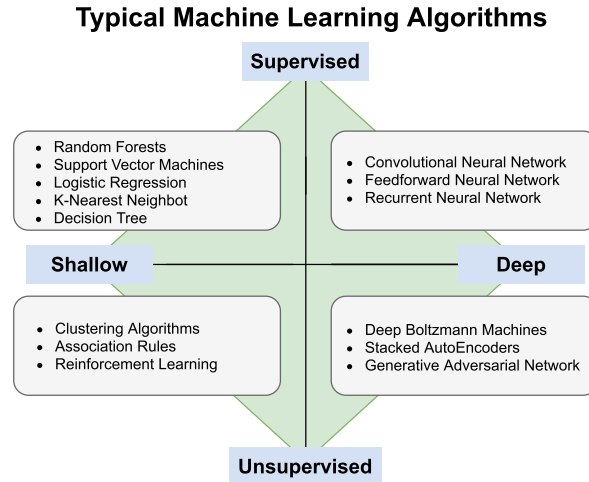 Typical Machine Learning Algorithms
Supervised
Random Forests
Support Vector Machines
Logistic Regression
K-Nearest Neighbot
Decision Tree
Convolutional Neural Network
Feedforward Neural Network
Recurrent Neural Network
Shallow
Deep
Clustering Algorithms
Association Rules
Reinforcement Learning
Deep Boltzmann Machines
Stacked AutoEncoders
Generative Adversarial Network
Unsupervised